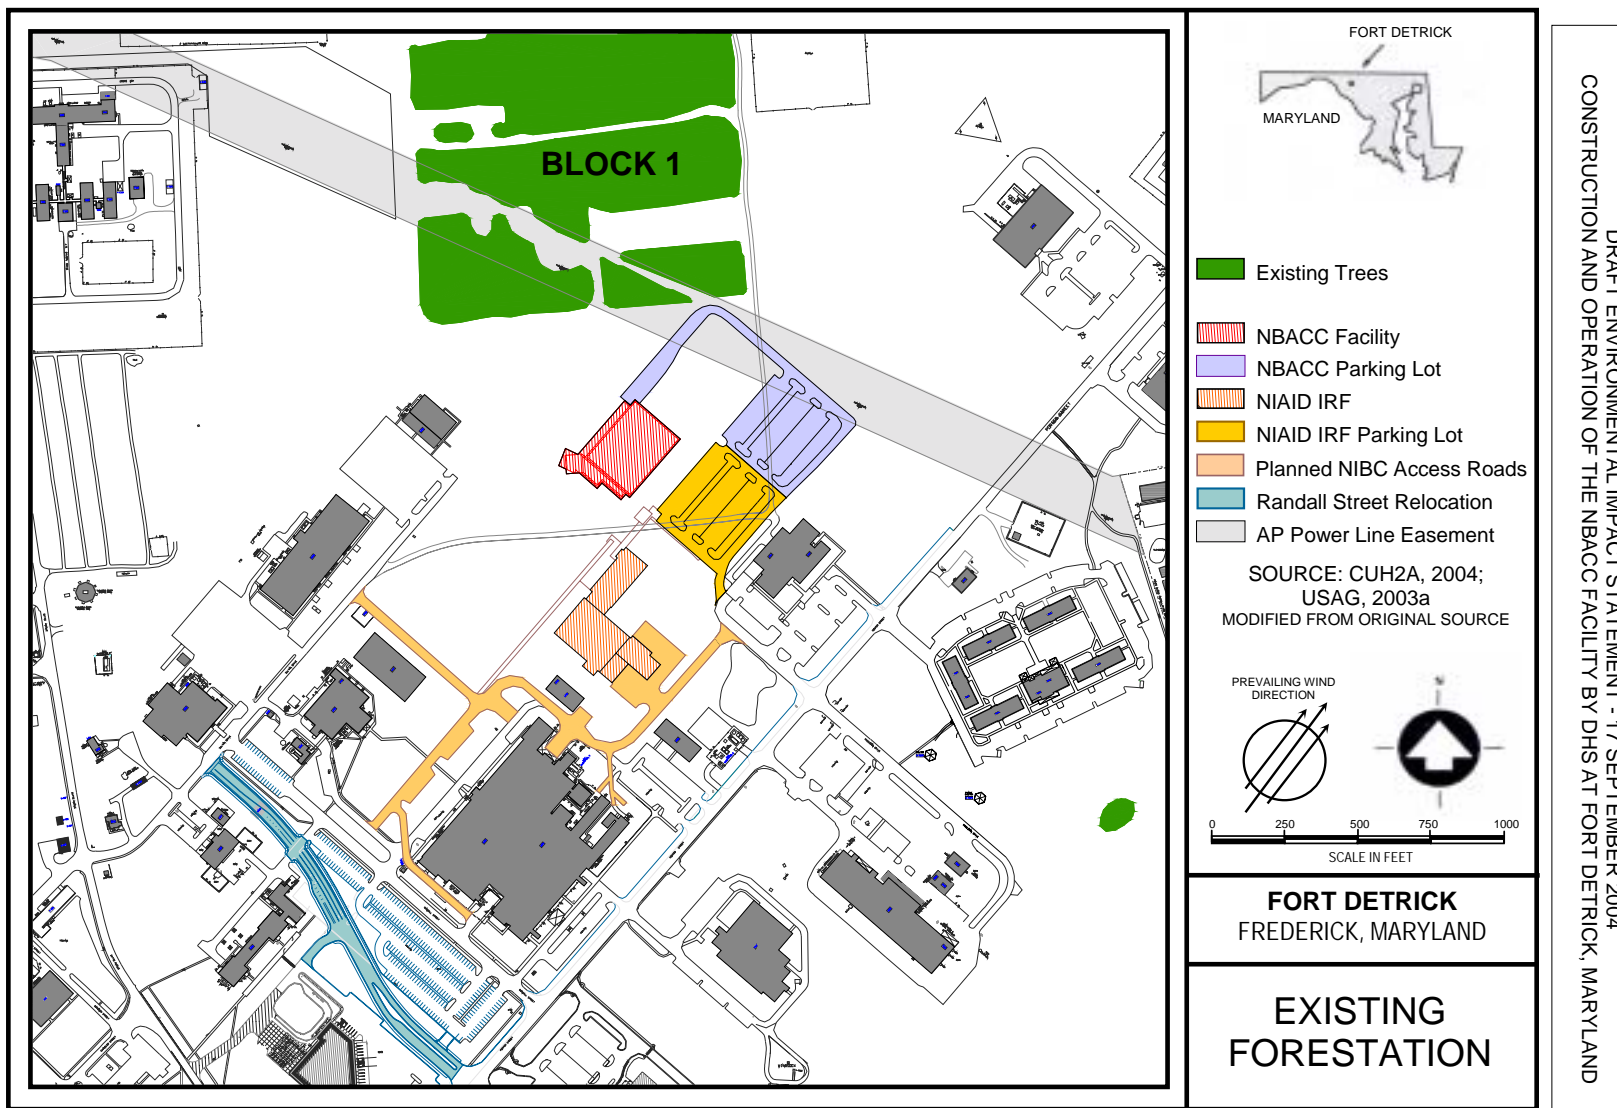 BLOCK 1
FORT DETRICK
MARYLAND
Existing Trees
NBACC Facility
NBACC Parking Lot
NIAID IRF
NIAID IRF Parking Lot
Planned NIBC Access Roads
Randall Street Relocation
AP Power Line Easement
SOURCE: CUH2A, 2004;
USAG, 2003a
MODIFIED FROM ORIGINAL SOURCE
PREVAILING WIND
DIRECTION
N
0 250 500 750 1000
SCALE IN FEET
FORT DETRICK
FREDERICK, MARYLAND
EXISTING
FORESTATION
DRAFT ENVIRONMENTAL IMPACT STATEMENT - 17 SEPTEMBER 2004
CONSTRUCTION AND OPERATION OF THE NBACC FACILITY BY DHS AT FORT DETRICK, MARYLAND